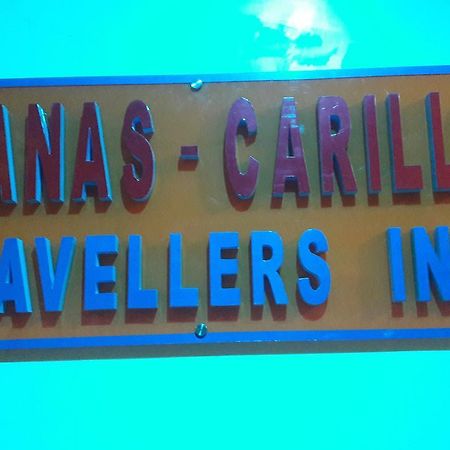 ANAS - CARILL
AVELLERS IN